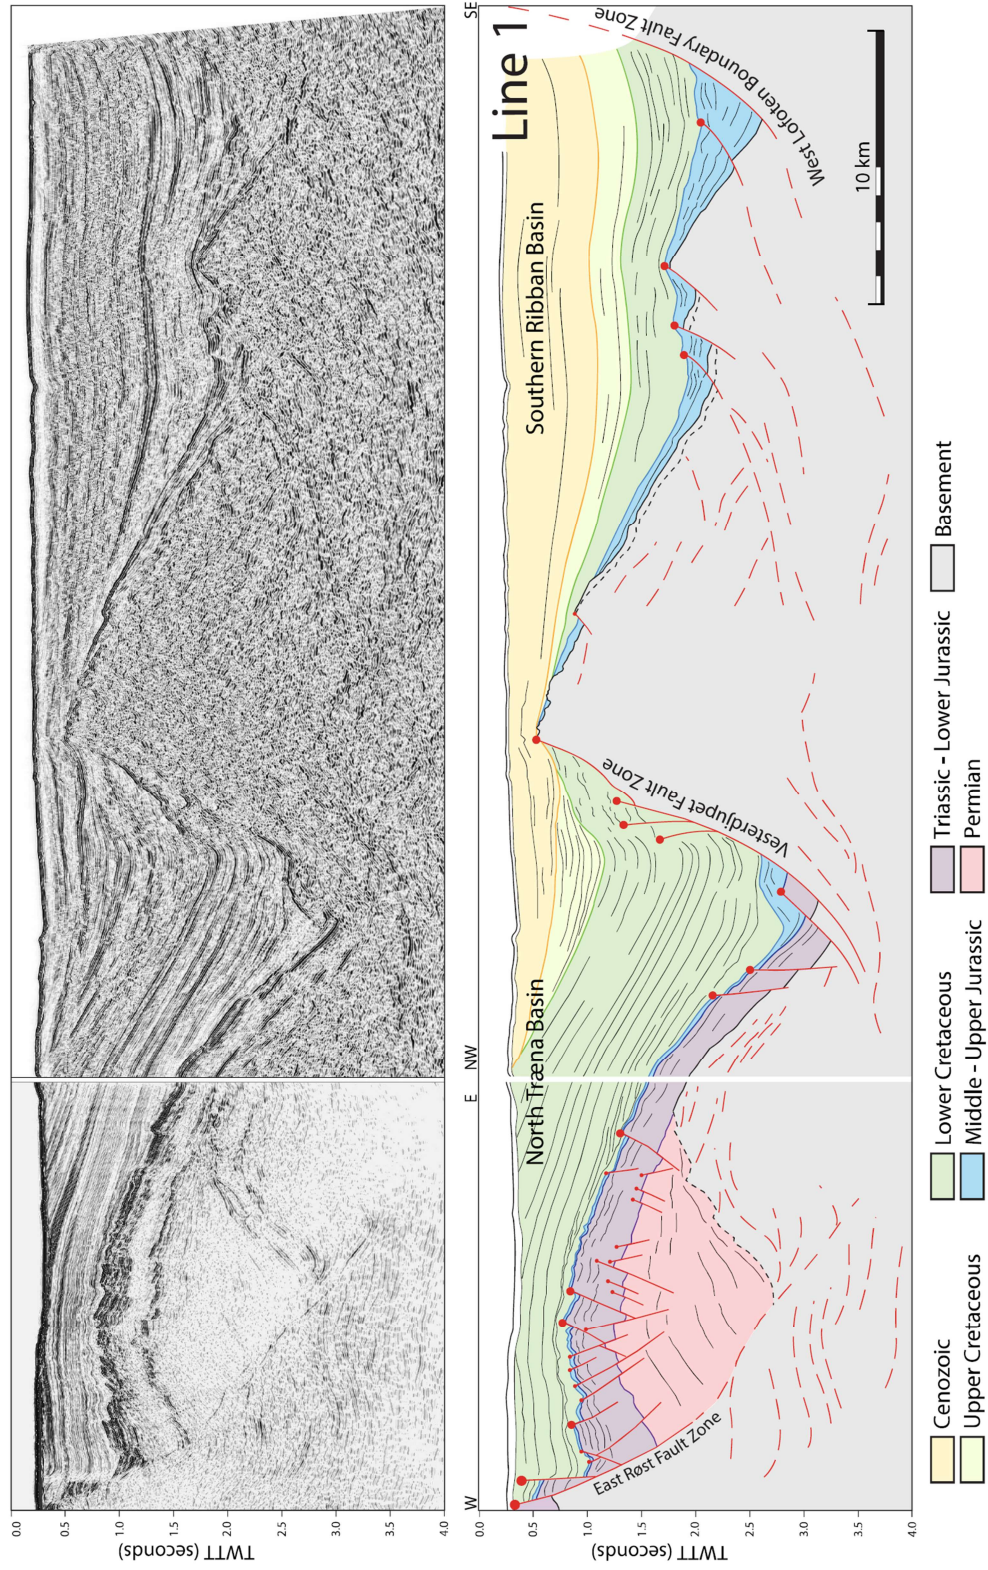 0.0
0.5
1.0
1.5
2.0
2.5
3.0
3.5
4.0
TWTT (seconds)
W
E
NW
SE
Line 1
0.0
0.5
1.0
1.5
2.0
2.5
3.0
3.5
4.0
TWTT (seconds)
North Træna Basin
Southern Ribban Basin
East Røst Fault Zone
Vesterdjupet Fault Zone
West Lofoten Boundary Fault Zone
10 km
Cenozoic
Lower Cretaceous
Triassic - Lower Jurassic
Basement
Upper Cretaceous
Middle - Upper Jurassic
Permian